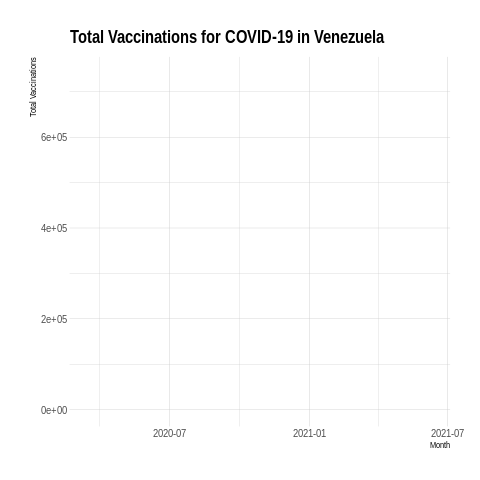 Total Vaccinations for COVID-19 in Venezuela
Total Vaccinations
6e+05
4e+05
2e+05
0e+00
2020-07
2021-01
2021-07
Month